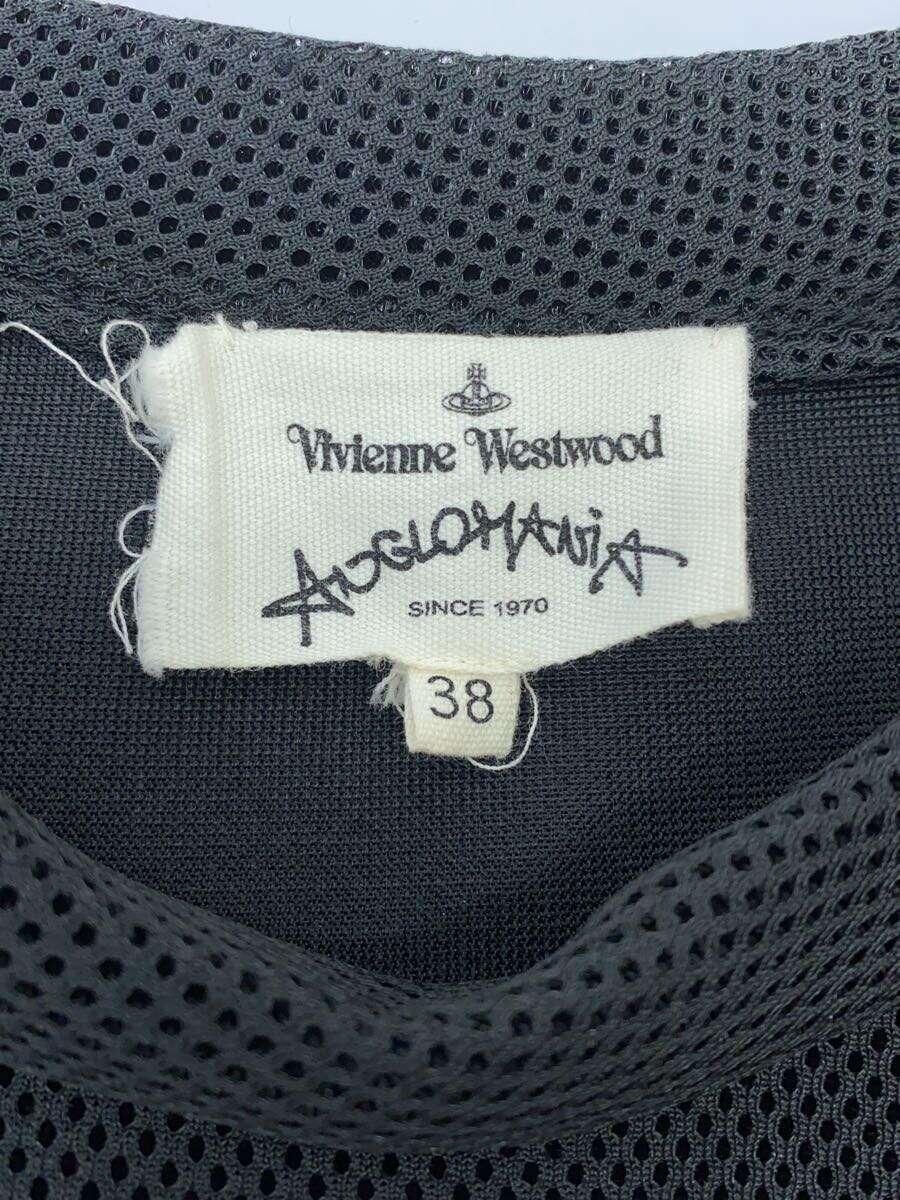 Vivienne Westwood
ANGLOMANiA
SINCE 1970
38